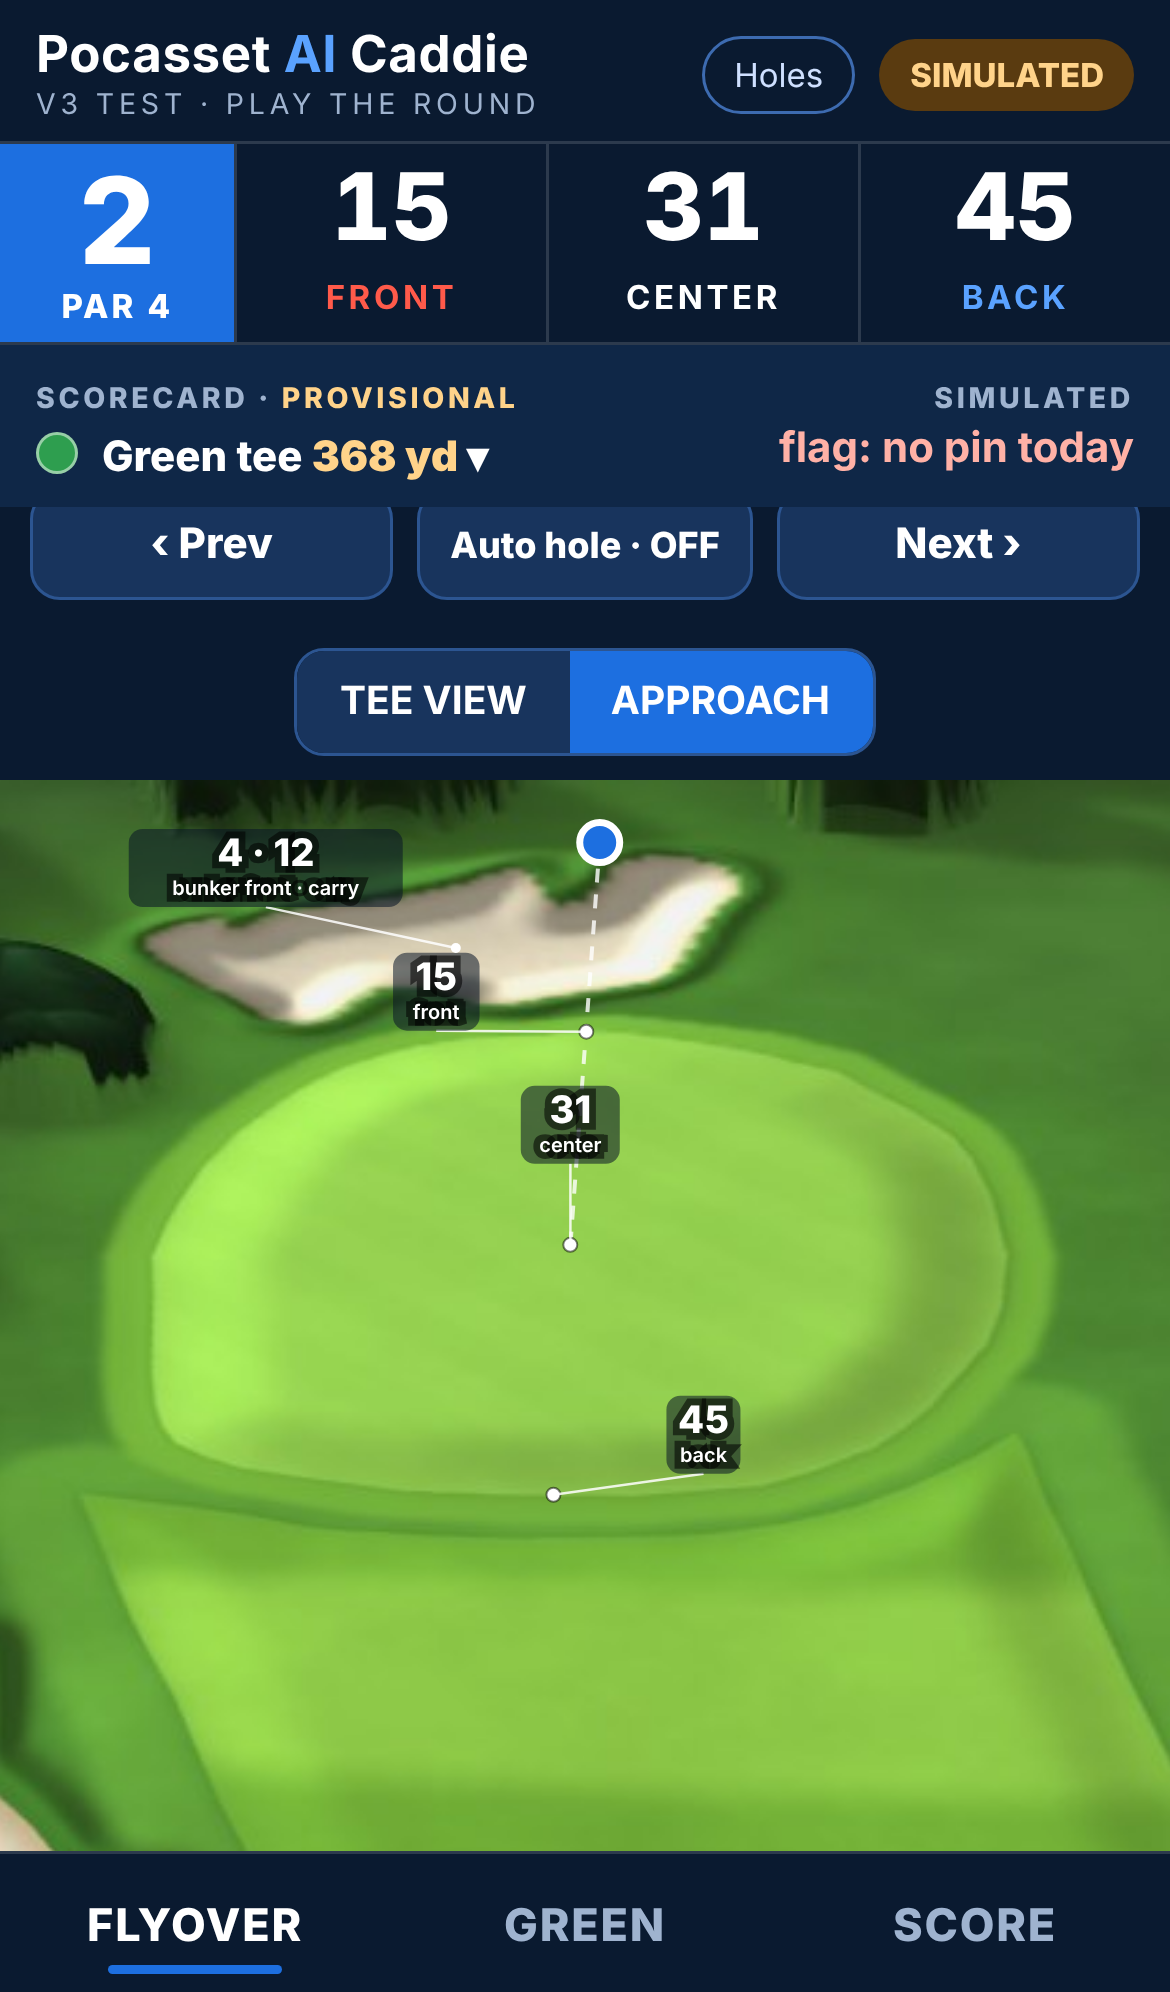 Pocasset AI Caddie
V3 TEST · PLAY THE ROUND
Holes
SIMULATED
2
PAR 4
15
FRONT
31
CENTER
45
BACK
SCORECARD · PROVISIONAL
Green tee 368 yd ▼
SIMULATED
flag: no pin today
‹ Prev
Auto hole · OFF
Next ›
TEE VIEW
APPROACH
4 · 12
bunker front · carry
15
front
31
center
45
back
FLYOVER
GREEN
SCORE